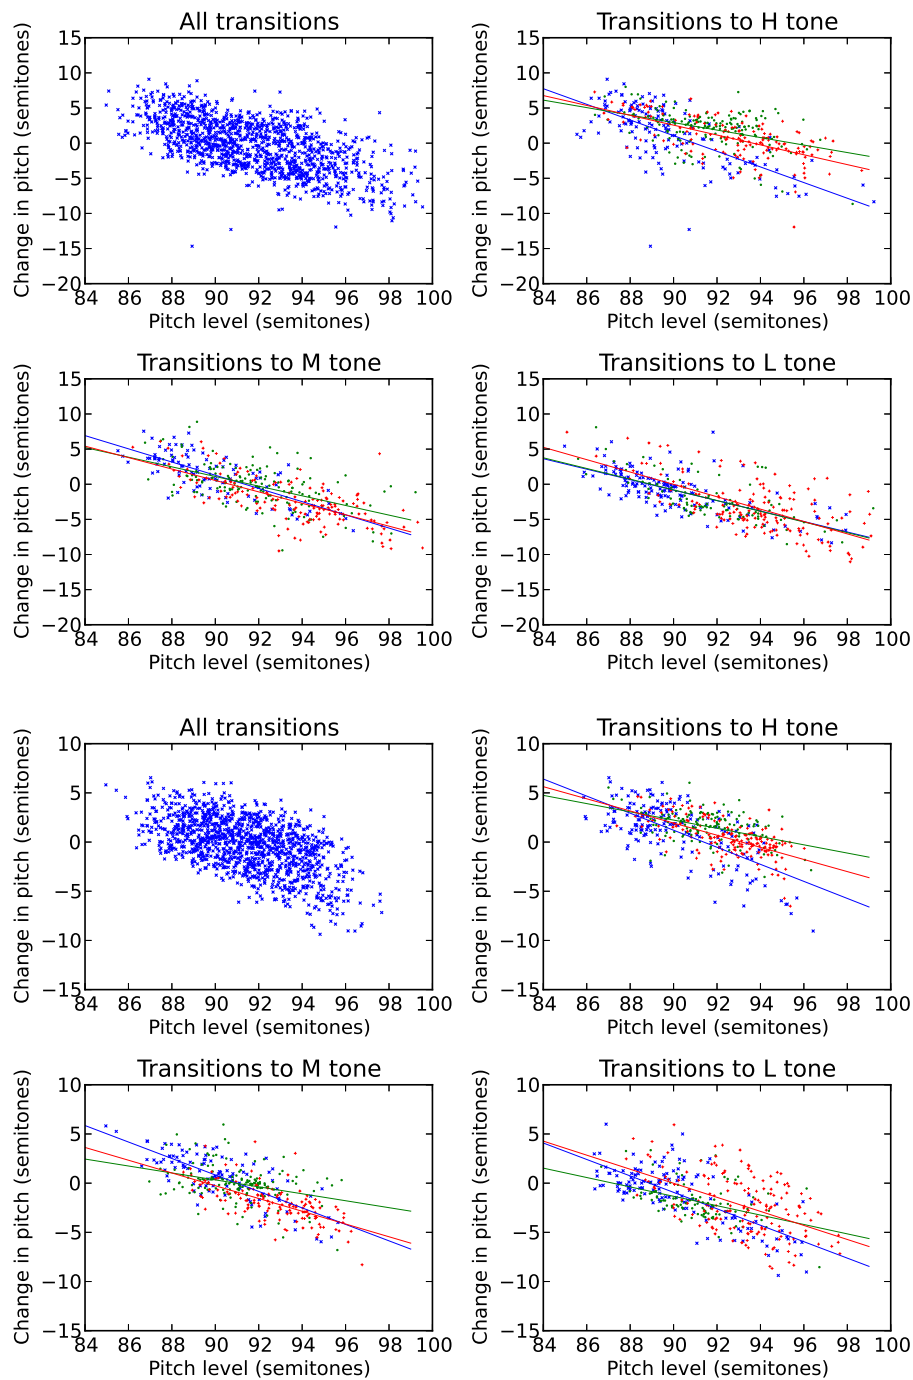 All transitions
Change in pitch (semitones)
15
10
5
0
−5
−10
−15
−20
84 86 88 90 92 94 96 98 100
Pitch level (semitones)
Transitions to H tone
Change in pitch (semitones)
15
10
5
0
−5
−10
−15
−20
84 86 88 90 92 94 96 98 100
Pitch level (semitones)
Transitions to M tone
Change in pitch (semitones)
15
10
5
0
−5
−10
−15
−20
84 86 88 90 92 94 96 98 100
Pitch level (semitones)
Transitions to L tone
Change in pitch (semitones)
15
10
5
0
−5
−10
−15
−20
84 86 88 90 92 94 96 98 100
Pitch level (semitones)
All transitions
Change in pitch (semitones)
10
5
0
−5
−10
−15
84 86 88 90 92 94 96 98 100
Pitch level (semitones)
Transitions to H tone
Change in pitch (semitones)
10
5
0
−5
−10
−15
84 86 88 90 92 94 96 98 100
Pitch level (semitones)
Transitions to M tone
Change in pitch (semitones)
10
5
0
−5
−10
−15
84 86 88 90 92 94 96 98 100
Pitch level (semitones)
Transitions to L tone
Change in pitch (semitones)
10
5
0
−5
−10
−15
84 86 88 90 92 94 96 98 100
Pitch level (semitones)